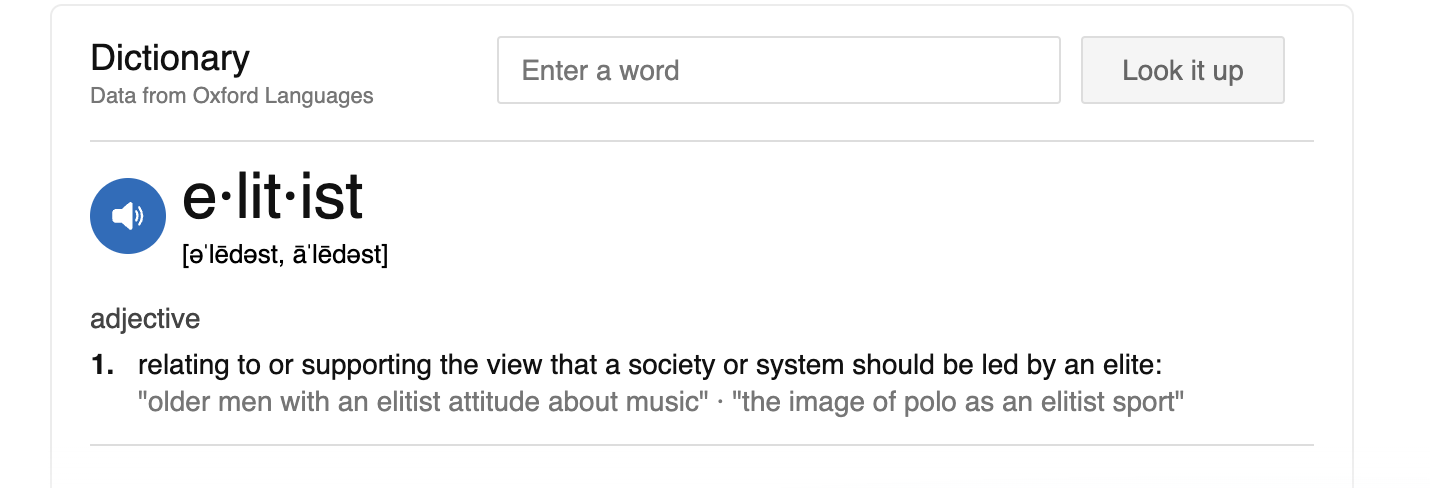 Dictionary
Enter a word
Look it up
Data from Oxford Languages
e·lit·ist
[əˈlēdəst, āˈlēdəst]
adjective
1. relating to or supporting the view that a society or system should be led by an elite:
"older men with an elitist attitude about music" · "the image of polo as an elitist sport"